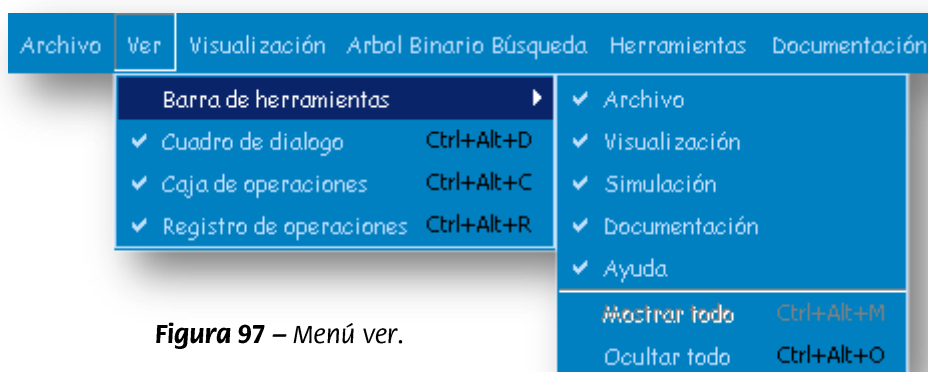 Archivo Ver Visualización Arbol Binario Búsqueda Herramientas Documentación
Barra de herramientas
Cuadro de dialogo Ctrl+Alt+D
Caja de operaciones Ctrl+Alt+C
Registro de operaciones Ctrl+Alt+R
Archivo
Visualización
Simulación
Documentación
Ayuda
Mostrar todo Ctrl+Alt+M
Ocultar todo Ctrl+Alt+O
Figura 97 – Menú ver.